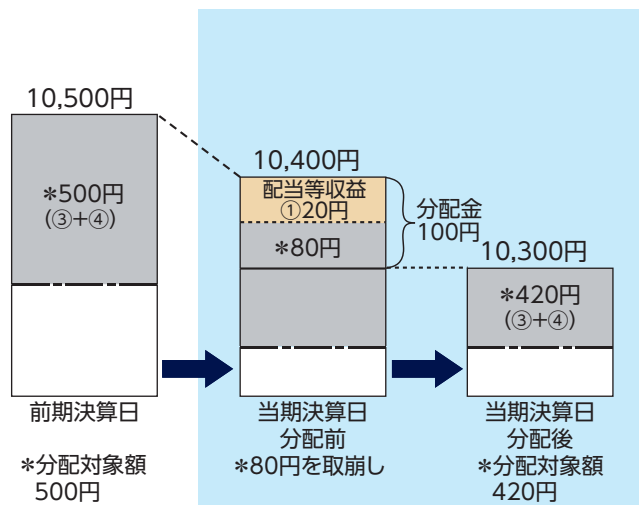 10,500円
*500円
(③+④)
前期決算日
*分配対象額
500円
10,400円
配当等収益
①20円
*80円
分配金
100円
当期決算日
分配前
*80円を取崩し
10,300円
*420円
(③+④)
当期決算日
分配後
*分配対象額
420円